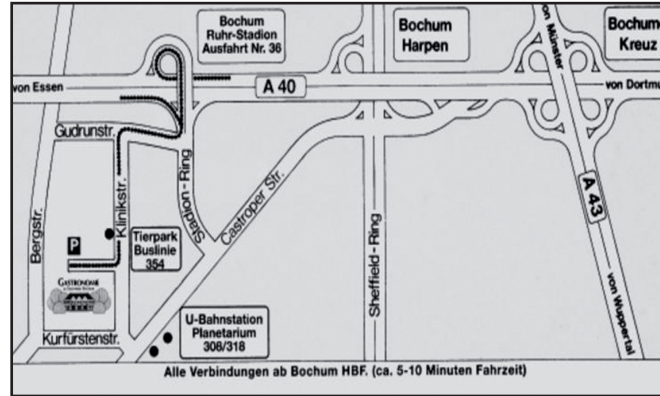 Bochum
Ruhr-Stadion
Ausfahrt Nr. 36
Bochum
Harpen
Bochum
Kreuz
von Münster
von Essen
A 40
von Dortmu
Gudrunstr.
Klinikstr.
Stadion-Ring
Castroper Str.
Bergstr.
P
Tierpark
Buslinie
354
A 43
Sheffield-Ring
von Wuppertal
GASTRONOMIE
Kurfürstenstr.
U-Bahnstation
Planetarium
308/318
Alle Verbindungen ab Bochum HBF. (ca. 5-10 Minuten Fahrzeit)